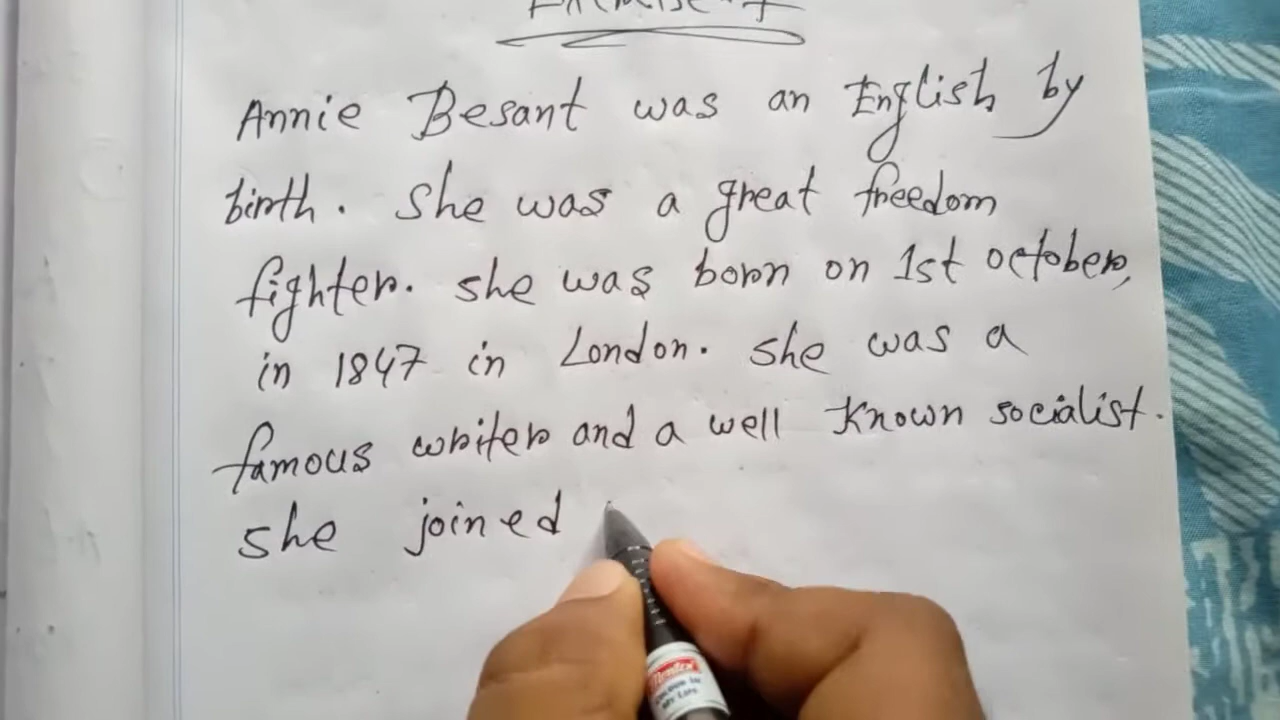 Annie Besant was an English by
birth. She was a great freedom
fighter. she was born on 1st october,
in 1847 in London. she was a
famous writer and a well known socialist.
she joined